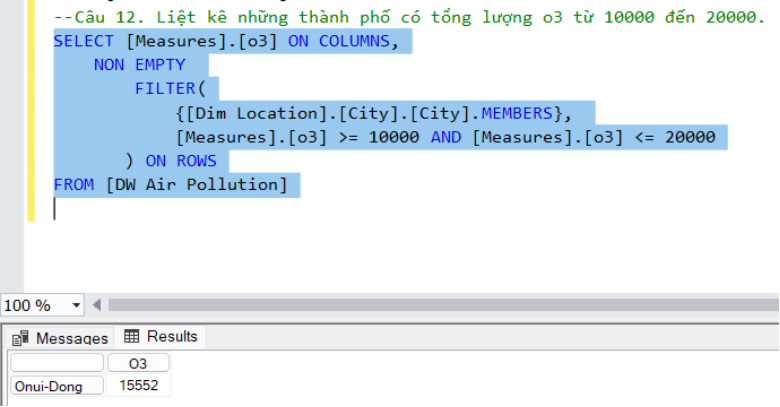 --Câu 12. Liệt kê những thành phố có tổng lượng o3 từ 10000 đến 20000.
SELECT [Measures].[o3] ON COLUMNS,
NON EMPTY
FILTER(
{[Dim Location].[City].[City].MEMBERS},
[Measures].[o3] >= 10000 AND [Measures].[o3] <= 20000
) ON ROWS
FROM [DW Air Pollution]
100 %
Messages Results
O3
Onui-Dong 15552